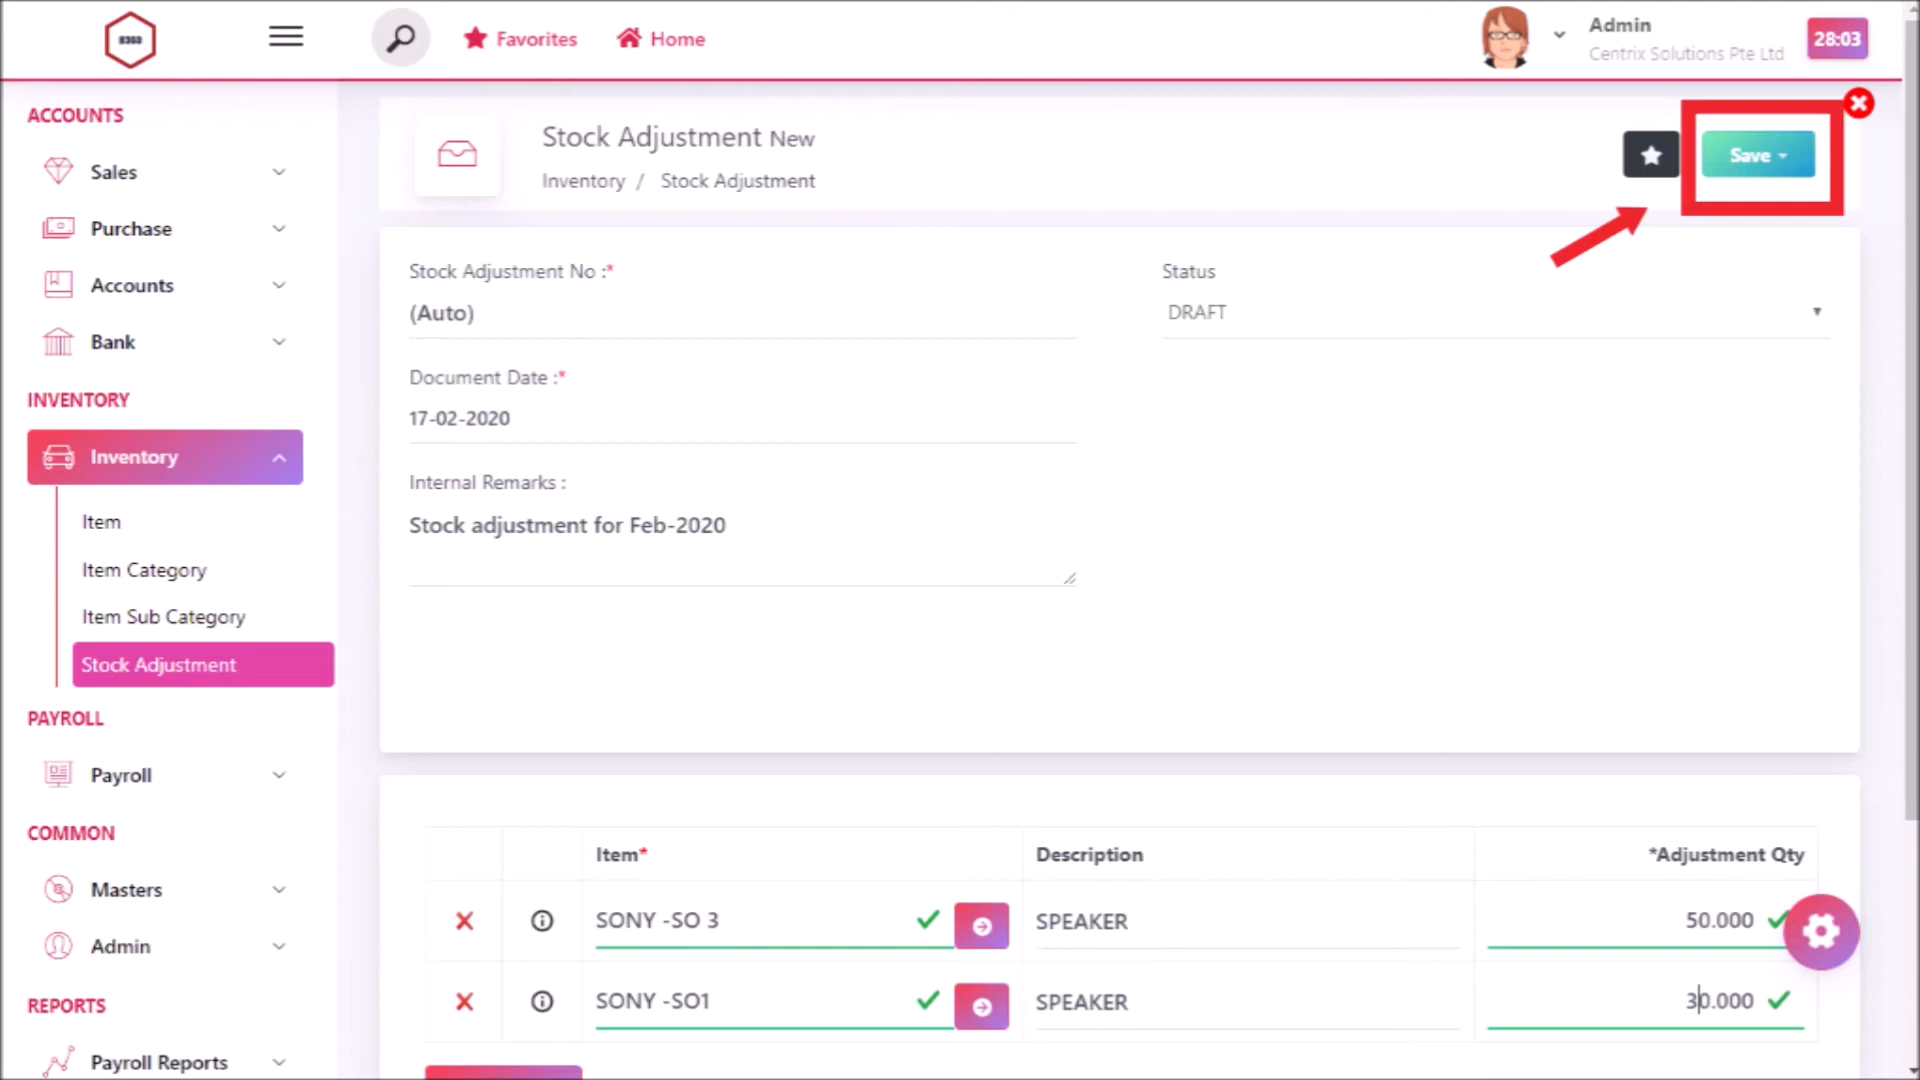 8360
Favorites
Home
Admin
Centrix Solutions Pte Ltd
28:03
ACCOUNTS
Sales
Purchase
Accounts
Bank
INVENTORY
Inventory
Item
Item Category
Item Sub Category
Stock Adjustment
PAYROLL
Payroll
COMMON
Masters
Admin
REPORTS
Payroll Reports
Stock Adjustment New
Inventory / Stock Adjustment
Save
Stock Adjustment No :*
(Auto)
Status
DRAFT
Document Date :*
17-02-2020
Internal Remarks :
Stock adjustment for Feb-2020
Item* Description *Adjustment Qty
SONY -SO 3 SPEAKER 50.000
SONY -SO1 SPEAKER 30.000